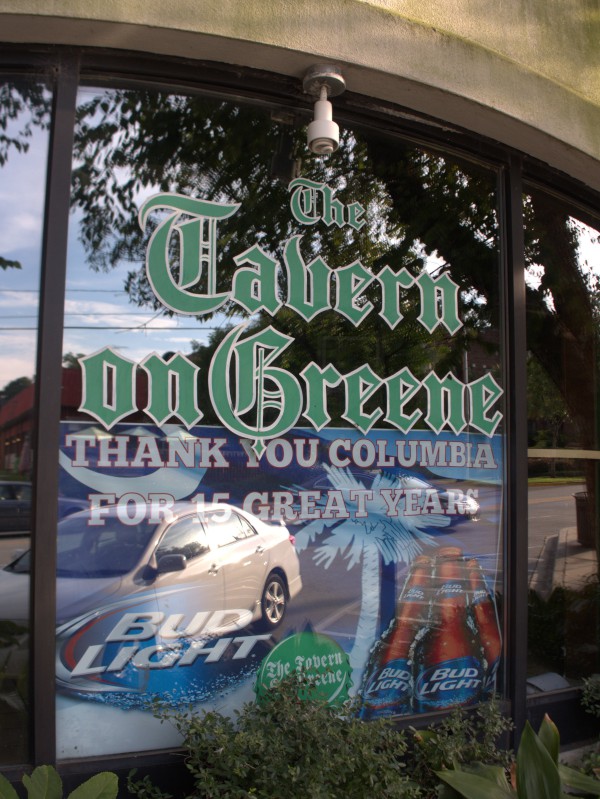 The
Tavern
on Greene
THANK YOU COLUMBIA
FOR 15 GREAT YEARS
BUD
LIGHT
The Tavern
on Greene
BUD
LIGHT
BUD
LIGHT